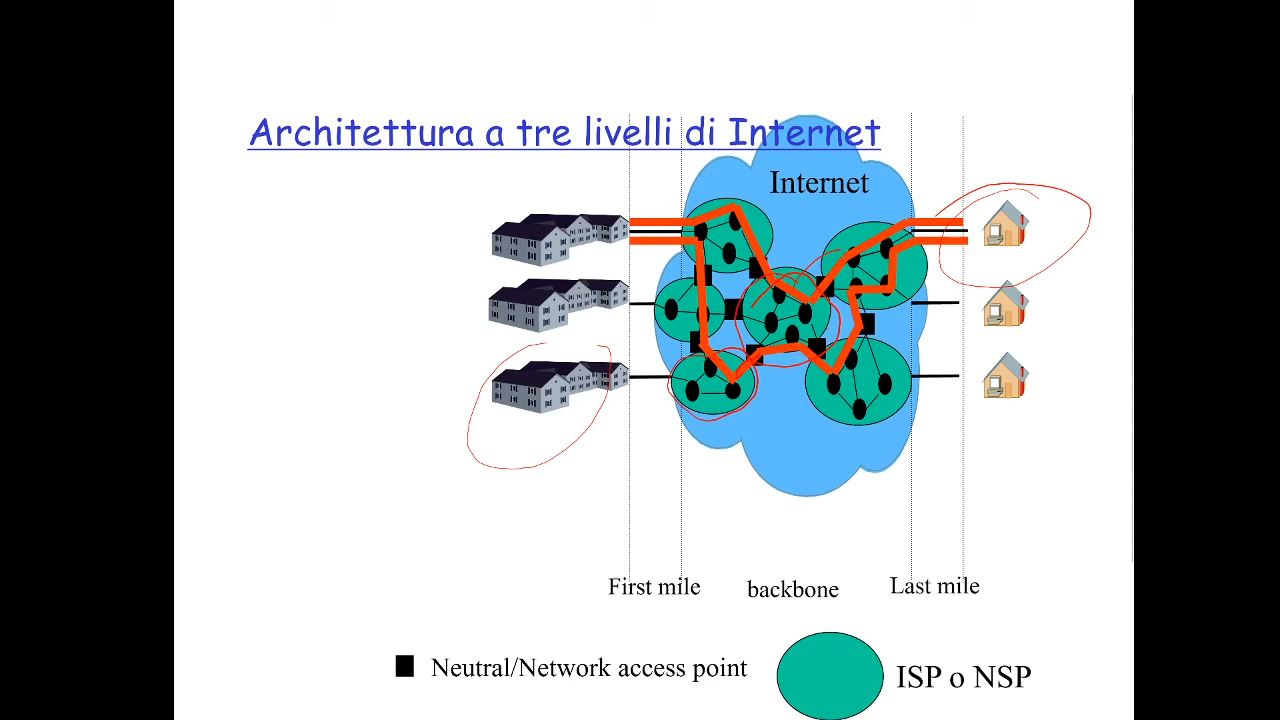 Architettura a tre livelli di Internet
Internet
First mile
backbone
Last mile
Neutral/Network access point
ISP o NSP